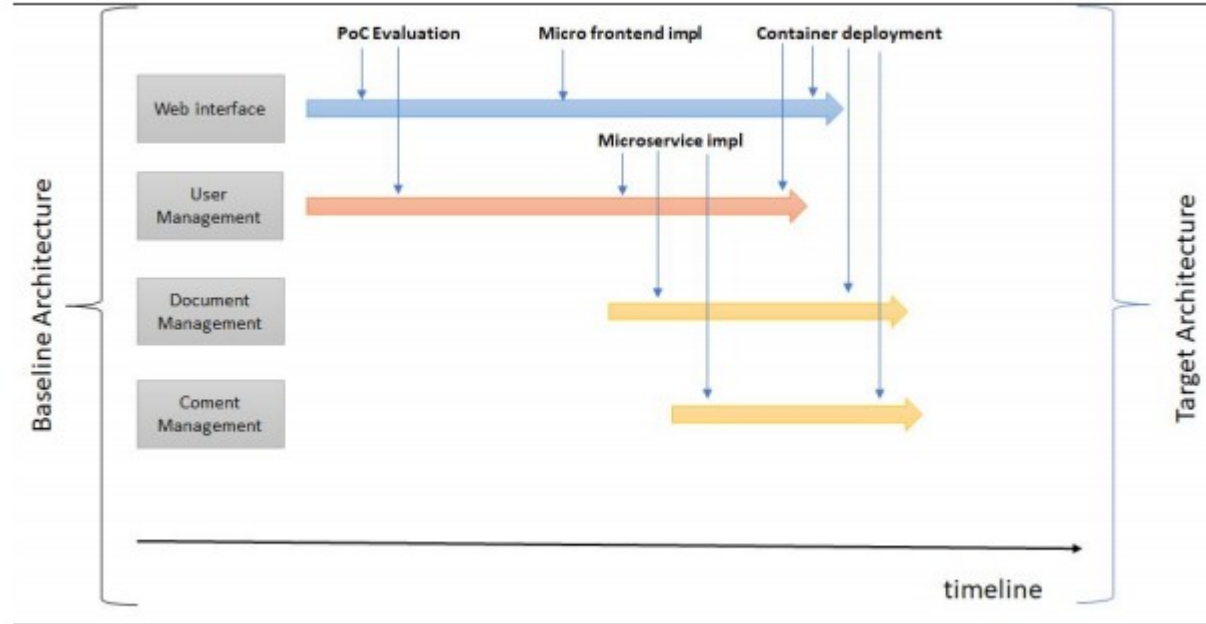 PoC Evaluation
Micro frontend impl
Container deployment
Web interface
Microservice impl
User
Management
Document
Management
Coment
Management
Baseline Architecture
Target Architecture
timeline